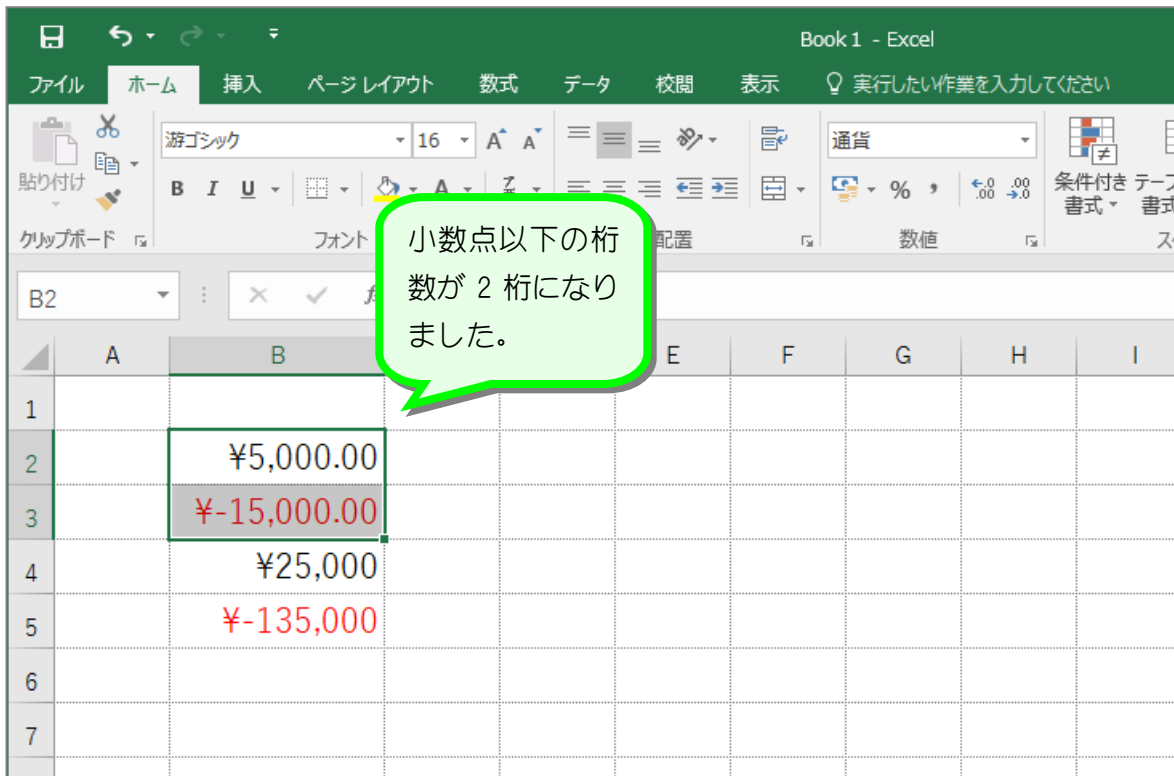 Book1 - Excel
ファイル ホーム 挿入 ページ レイアウト 数式 データ 校閲 表示 実行したい作業を入力してください
游ゴシック 16 A A 通貨
貼り付け B I U A % , .0 .00 .00 .0 条件付き
書式
クリップボード フォント 配置 数値
小数点以下の桁
数が 2 桁になり
ました。
B2
A B E F G H I
1
2 ¥5,000.00
3 ¥-15,000.00
4 ¥25,000
5 ¥-135,000
6
7